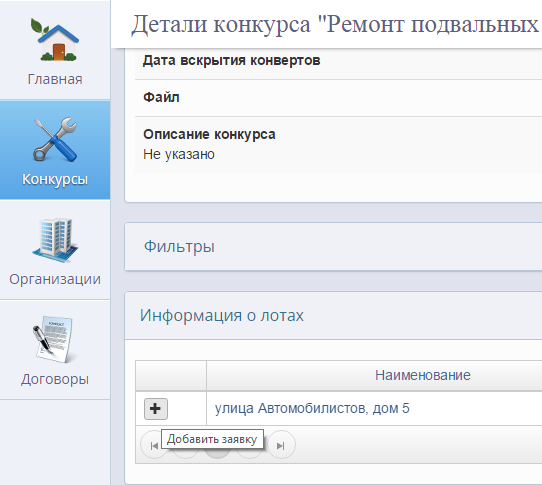 Главная
Конкурсы
Организации
Договоры
Детали конкурса "Ремонт подвальных
Дата вскрытия конвертов
Файл
Описание конкурса
Не указано
Фильтры
Информация о лотах
Наименование
улица Автомобилистов, дом 5
Добавить заявку